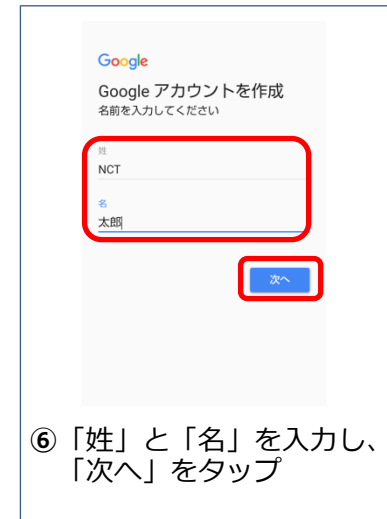 Google
Google アカウントを作成
名前を入力してください
姓
NCT
名
太郎
次へ
⑥「姓」と「名」を入力し、
「次へ」をタップ